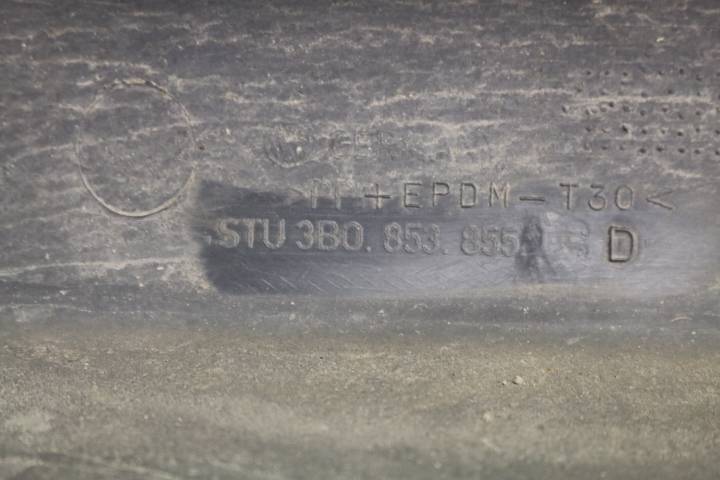 >PP+EPDM-T30<
STU 3B0. 853. 855 D